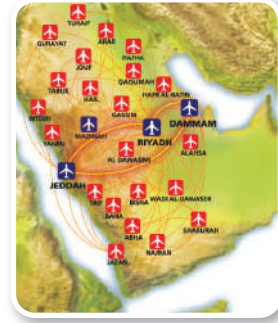 TURAIF
ARAR
GURAYAT
RAFHA
JOUF
QAISUMAH
TABUK
HAIL
HAFR AL-BATIN
WEDJH
GASSIM
DAMMAM
MADINAH
RIYADH
YANBU
AL DAWADMI
ALAHSA
JEDDAH
TAIF
BISHA
WADI AL-DAWASER
BAHA
SHARURAH
ABHA
NAJRAN
JAZAN